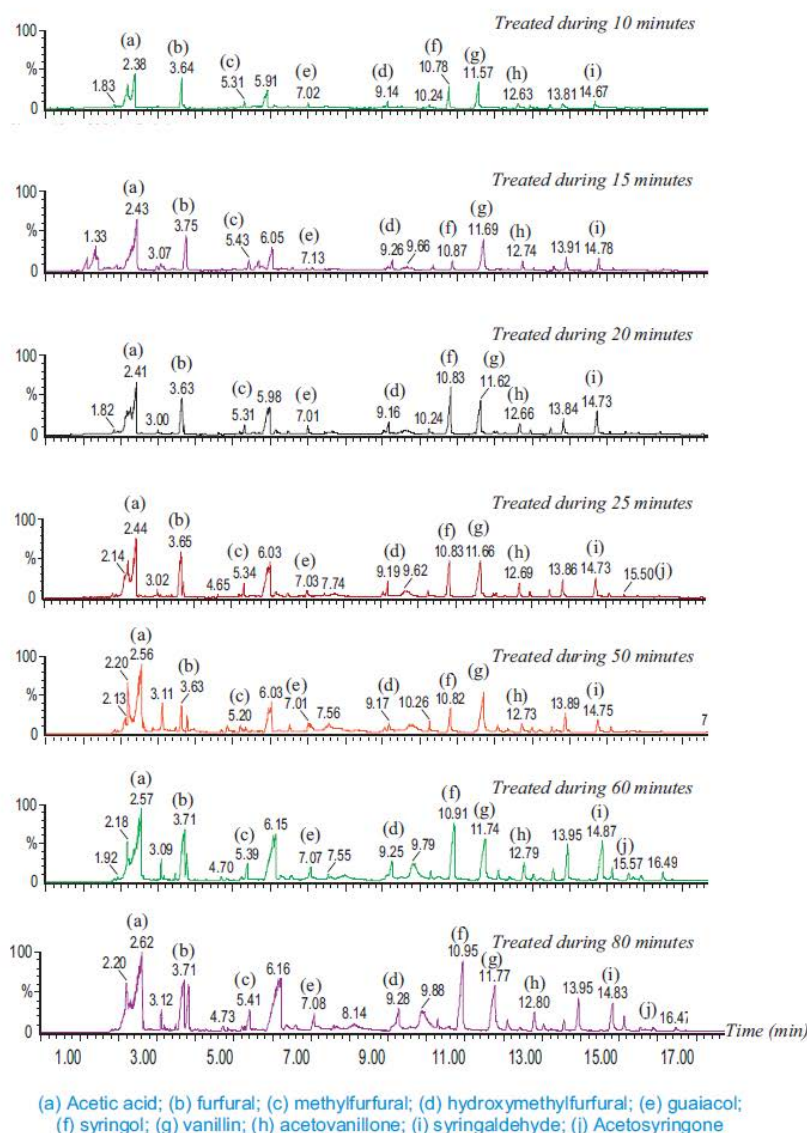 Treated during 10 minutes
100
%
0
(a) (b) (c) (e) (d) (f) (g) (h) (i)
1.83 2.38 3.64 5.31 5.91 7.02 9.14 10.24 10.78 11.57 12.63 13.81 14.67
Treated during 15 minutes
100
%
0
(a) (b) (c) (e) (d) (f) (g) (h) (i)
1.33 2.43 3.07 3.75 5.43 6.05 7.13 9.26 9.66 10.87 11.69 12.74 13.91 14.78
Treated during 20 minutes
100
%
0
(a) (b) (c) (e) (d) (f) (g) (h) (i)
1.82 2.41 3.00 3.63 5.31 5.98 7.01 9.16 10.24 10.83 11.62 12.66 13.84 14.73
Treated during 25 minutes
100
%
0
(a) (b) (c) (e) (d) (f) (g) (h) (i) (j)
2.14 2.44 3.02 3.65 4.65 5.34 6.03 7.03 7.74 9.19 9.62 10.83 11.66 12.69 13.86 14.73 15.50
Treated during 50 minutes
100
%
0
(a) (b) (c) (e) (d) (f) (g) (h) (i)
2.13 2.20 2.56 3.11 3.63 5.20 6.03 7.01 7.56 9.17 10.26 10.82 12.73 13.89 14.75 7
Treated during 60 minutes
100
%
0
(a) (b) (c) (e) (d) (f) (g) (h) (i) (j)
1.92 2.18 2.57 3.09 3.71 4.70 5.39 6.15 7.07 7.55 9.25 9.79 10.91 11.74 12.79 13.95 14.87 15.57 16.49
Treated during 80 minutes
100
%
0
(a) (b) (c) (e) (d) (f) (g) (h) (i) (j)
2.20 2.62 3.12 3.71 4.73 5.41 6.16 7.08 8.14 9.28 9.88 10.95 11.77 12.80 13.95 14.83 16.47
Time (min)
1.00 3.00 5.00 7.00 9.00 11.00 13.00 15.00 17.00
(a) Acetic acid; (b) furfural; (c) methylfurfural; (d) hydroxymethylfurfural; (e) guaiacol;
(f) syringol; (g) vanillin; (h) acetovanillone; (i) syringaldehyde; (j) Acetosyringone